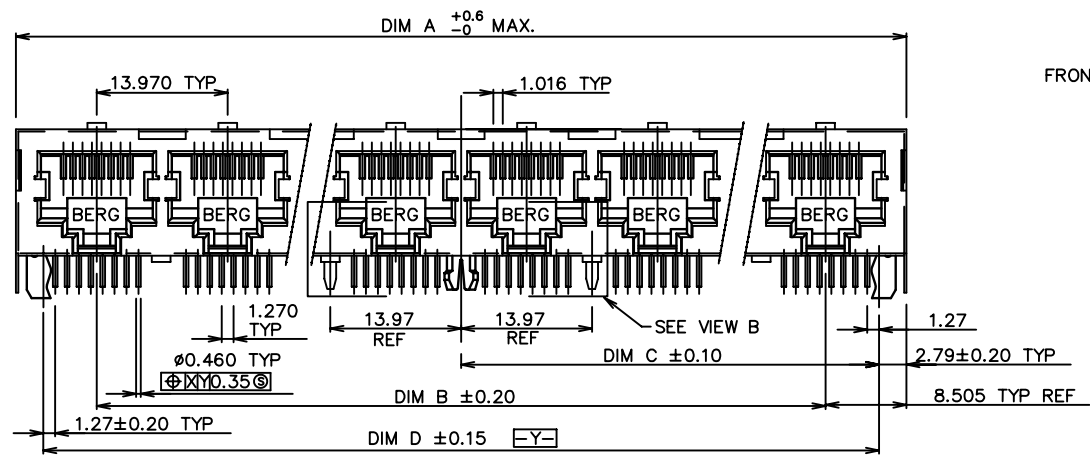 DIM A +0.6 -0 MAX.
13.970 TYP
1.016 TYP
FRON
BERG BERG BERG BERG BERG BERG
1.270
TYP
13.97
REF
13.97
REF
SEE VIEW B
1.27
Ø0.460 TYP
DIM C ±0.10
2.79±0.20 TYP
⌖ X Y 0.35 Ⓢ
DIM B ±0.20
8.505 TYP REF
1.27±0.20 TYP
DIM D ±0.15 -Y-